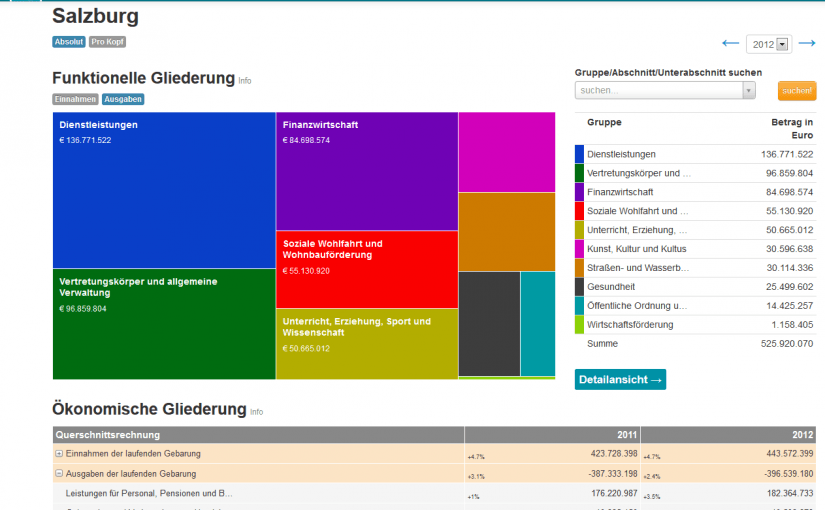 Salzburg
Absolut Pro Kopf
2012
Funktionelle Gliederung Info
Einnahmen Ausgaben
Dienstleistungen
€ 136.771.522
Vertretungskörper und allgemeine
Verwaltung
€ 96.859.804
Finanzwirtschaft
€ 84.698.574
Soziale Wohlfahrt und
Wohnbauförderung
€ 55.130.920
Unterricht, Erziehung, Sport und
Wissenschaft
€ 50.665.012
Gruppe/Abschnitt/Unterabschnitt suchen
suchen... suchen!
Gruppe Betrag in
Euro
Dienstleistungen 136.771.522
Vertretungskörper und ... 96.859.804
Finanzwirtschaft 84.698.574
Soziale Wohlfahrt und ... 55.130.920
Unterricht, Erziehung, ... 50.665.012
Kunst, Kultur und Kultus 30.596.638
Straßen- und Wasserb... 30.114.336
Gesundheit 25.499.602
Öffentliche Ordnung u... 14.425.257
Wirtschaftsförderung 1.158.405
Summe 525.920.070
Detailansicht →
Ökonomische Gliederung info
Querschnittsrechnung 2011 2012
Einnahmen der laufenden Gebarung +4.7% 423.728.398 +4.7% 443.572.399
Ausgaben der laufenden Gebarung +3.1% -387.333.198 +2.4% -396.539.180
Leistungen für Personal, Pensionen und B... +1% 176.220.987 +3.5% 182.364.733